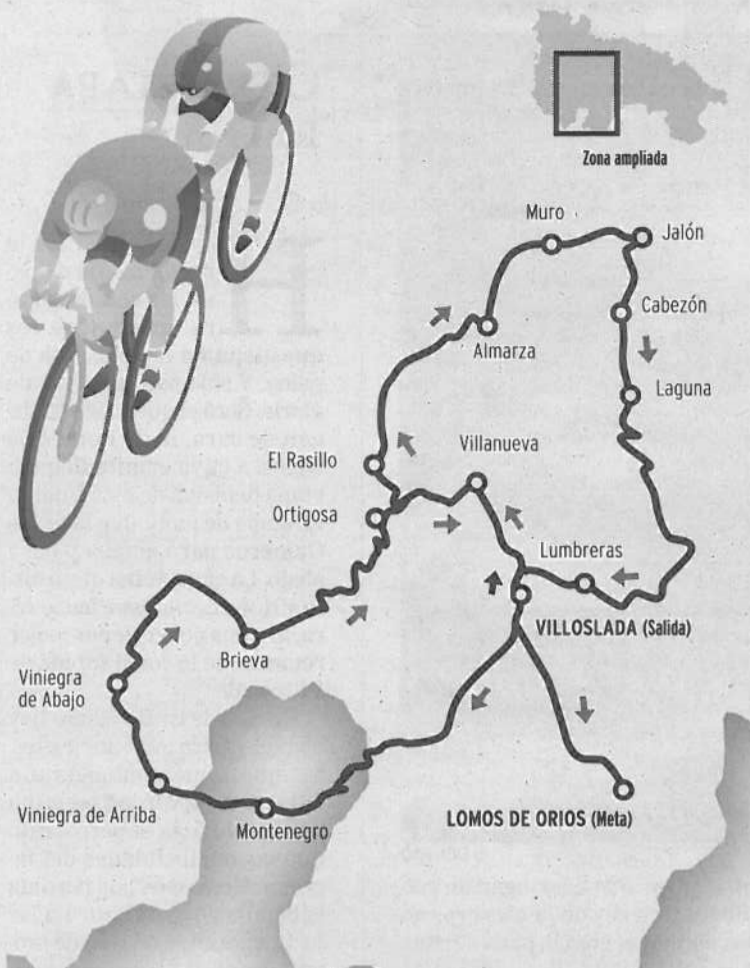 TAPA
Zona ampliada
Muro
Jalón
Cabezón
Almarza
Laguna
Villanueva
El Rasillo
Ortigosa
Lumbreras
VILLOSLADA (Salida)
Brieva
Viniegra
de Abajo
Viniegra de Arriba
Montenegro
LOMOS DE ORIOS (Meta)